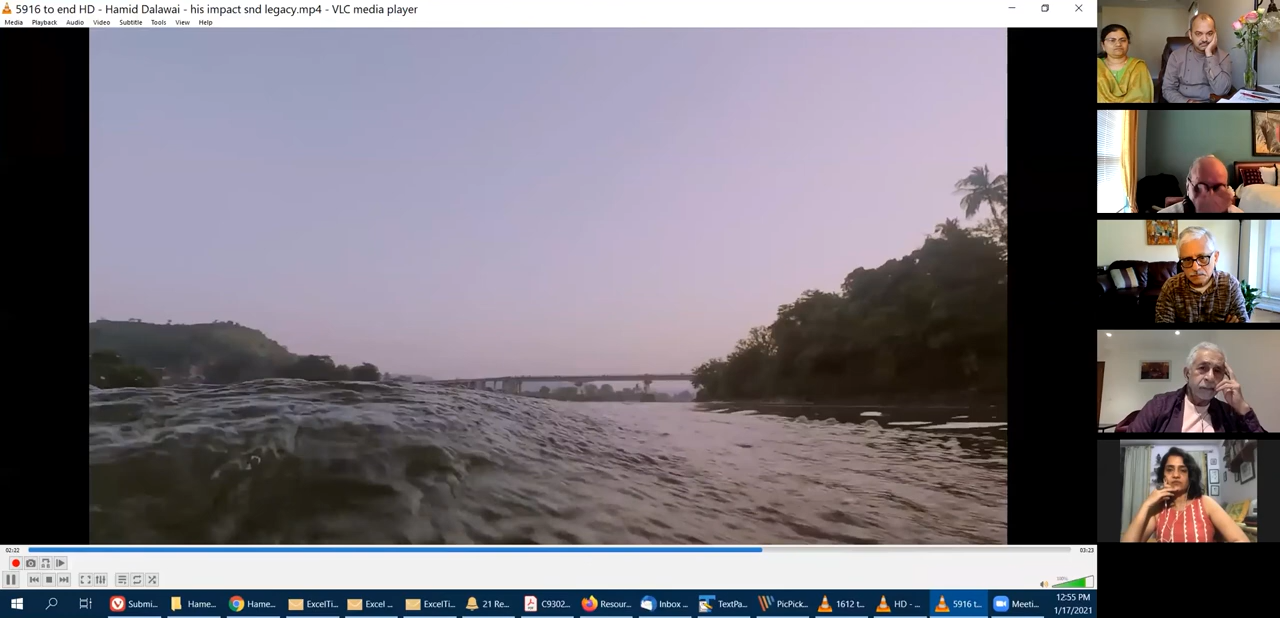 5916 to end HD - Hamid Dalawai - his impact snd legacy.mp4 - VLC media player
Media Playback Audio Video Subtitle Tools View Help
02:22 03:23
100%
Submi... Hame... Hame... ExcelTi... Excel ... ExcelTi... 21 Re... C9302... Resour... Inbox ... TextPa... PicPick... 1612 t... HD - ... 5916 t... Meeti...
12:55 PM
1/17/2021